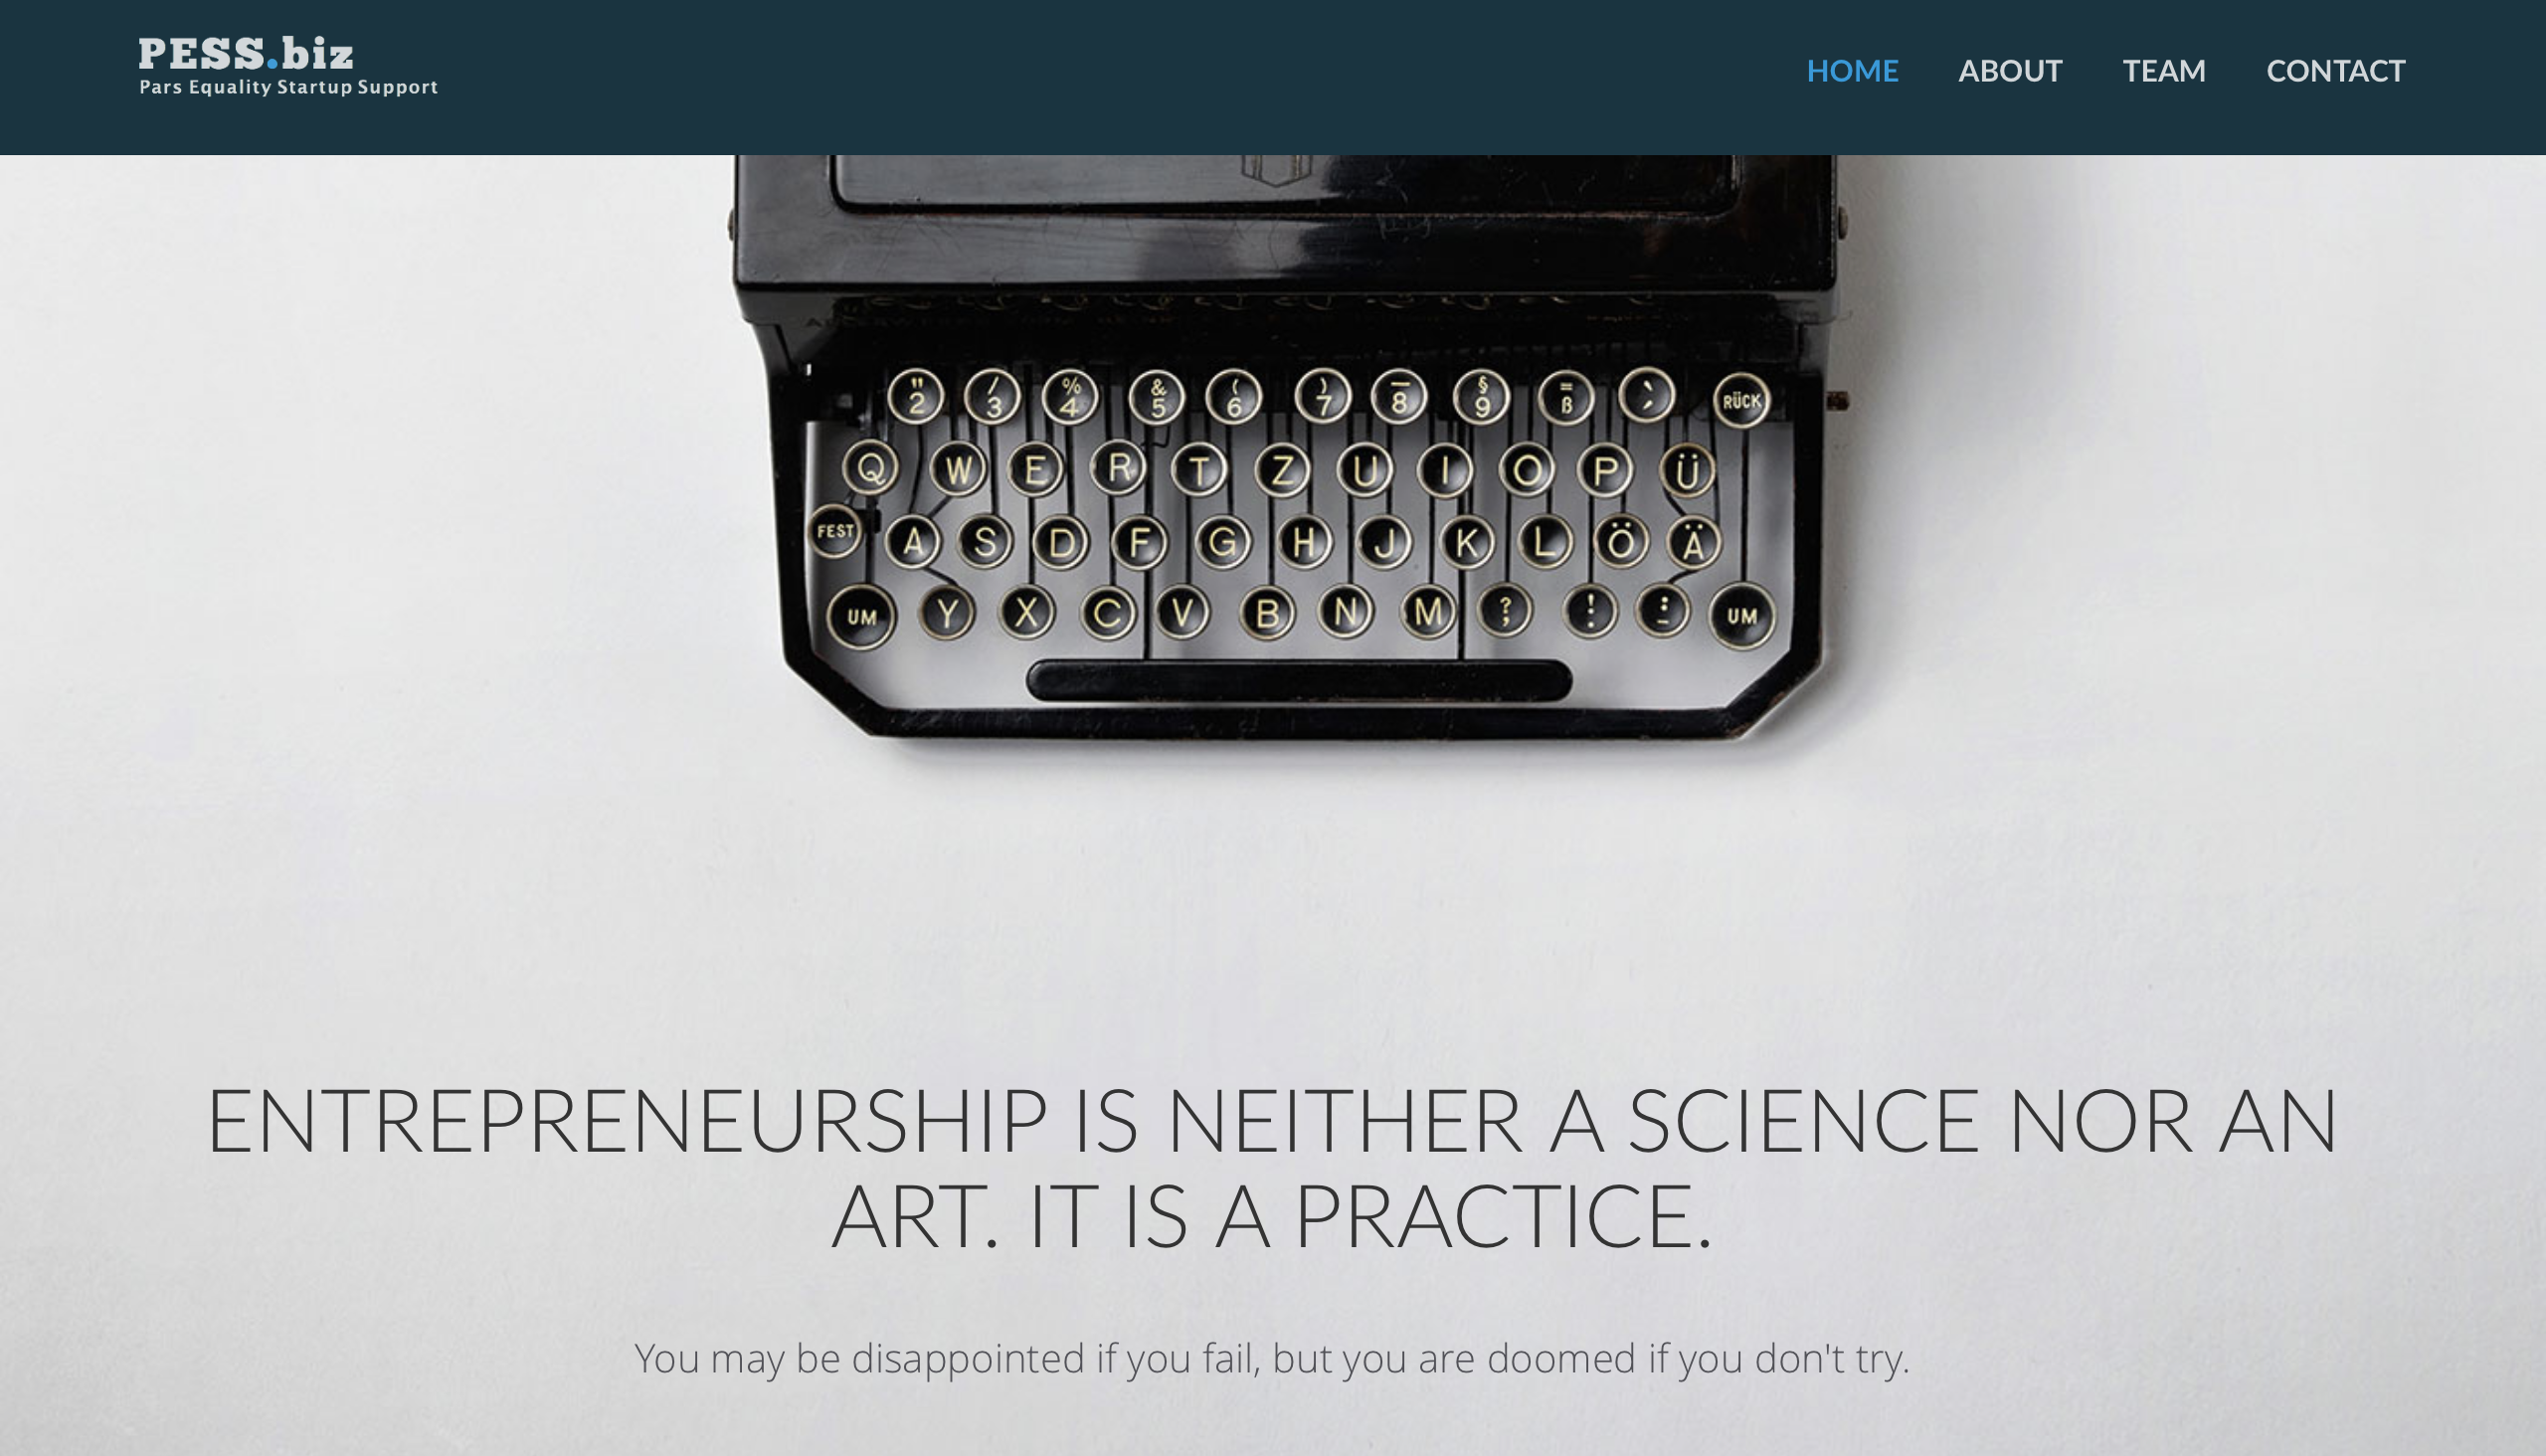 PESS.biz
Pars Equality Startup Support
HOME ABOUT TEAM CONTACT
" / % & ( ) — § =
2 3 4 5 6 7 8 9 ß ' RÜCK
Q W E R T Z U I O P Ü
FEST A S D F G H J K L Ö Ä
UM Y X C V B N M ? ! : UM
; . -
ENTREPRENEURSHIP IS NEITHER A SCIENCE NOR AN
ART. IT IS A PRACTICE.
You may be disappointed if you fail, but you are doomed if you don't try.